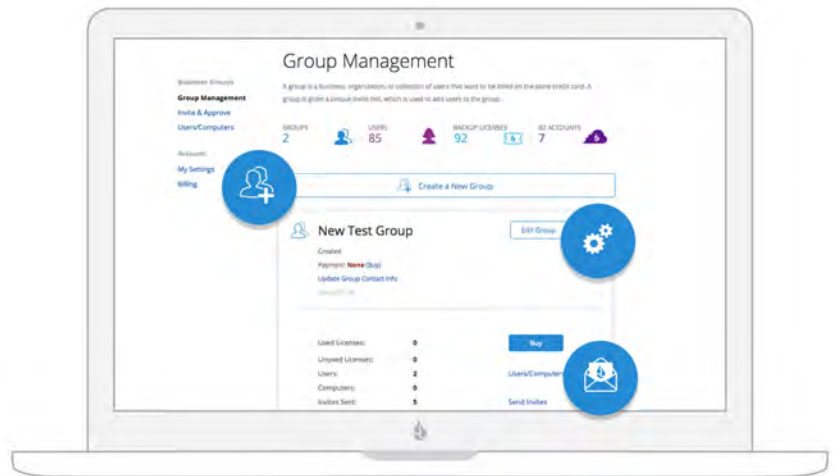 Group Management
Business Groups
Group Management
Invite & Approve
Users/Computers
Account
My Settings
Billing
A group is a business, organization, or collection of users that want to be billed on the same credit card. A
group is given a unique invite link, which is used to add users to the group.
GROUPS
2
USERS
85
BACKUP LICENSES
92
B2 ACCOUNTS
7
Create a New Group
New Test Group
Edit Group
Created
Payment: None (Buy)
Update Group Contact Info
Used Licenses: 0
Buy
Unused Licenses: 0
Users: 2
Users/Computers
Computers: 0
Invites Sent: 5
Send Invites